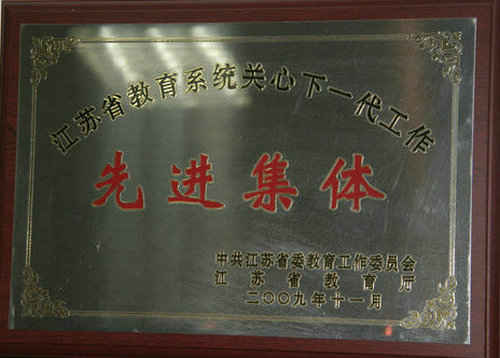 江苏省教育系统关心下一代工作
先进集体
中共江苏省委教育工作委员会
江苏省教育厅
二〇〇九年十一月